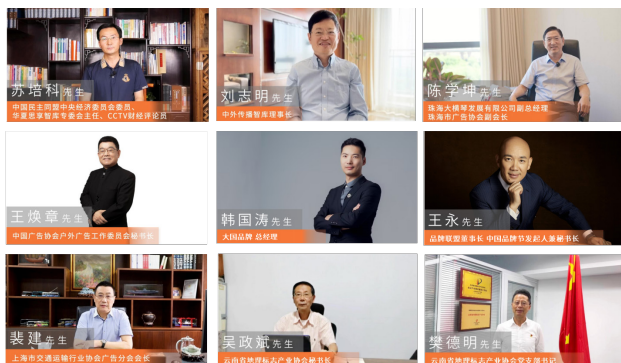 苏培科先生
中国民主同盟中央经济委员会委员、
华夏思享智库专委会主任、CCTV财经评论员
刘志明先生
中外传播智库理事长
陈学坤先生
珠海大横琴发展有限公司副总经理
珠海市广告协会副会长
王焕章先生
中国广告协会户外广告工作委员会秘书长
韩国涛先生
大国品牌 总经理
王永先生
品牌联盟董事长 中国品牌节发起人兼秘书长
裴建先生
上海市交通运输行业协会广告分会会长
吴政斌先生
云南省地理标志产业协会秘书长
樊德明先生
云南省地理标志产业协会党支部书记